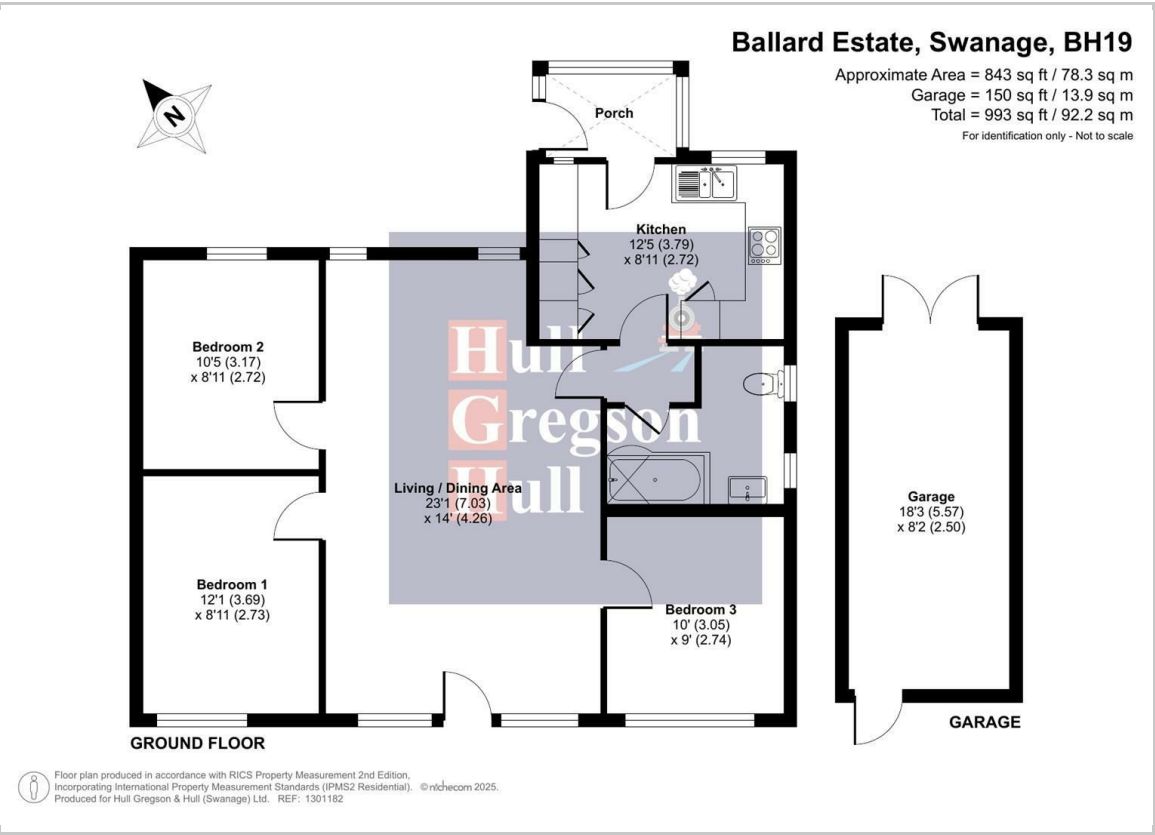 Ballard Estate, Swanage, BH19
Approximate Area = 843 sq ft / 78.3 sq m
Garage = 150 sq ft / 13.9 sq m
Total = 993 sq ft / 92.2 sq m
For identification only - Not to scale
N
Porch
Kitchen
12'5 (3.79)
x 8'11 (2.72)
Bedroom 2
10'5 (3.17)
x 8'11 (2.72)
Hull
Gregson
Hull
Living / Dining Area
23'1 (7.03)
x 14' (4.26)
Bedroom 1
12'1 (3.69)
x 8'11 (2.73)
Bedroom 3
10' (3.05)
x 9' (2.74)
Garage
18'3 (5.57)
x 8'2 (2.50)
GROUND FLOOR
GARAGE
Floor plan produced in accordance with RICS Property Measurement 2nd Edition,
Incorporating International Property Measurement Standards (IPMS2 Residential). © nichecom 2025.
Produced for Hull Gregson & Hull (Swanage) Ltd. REF: 1301182